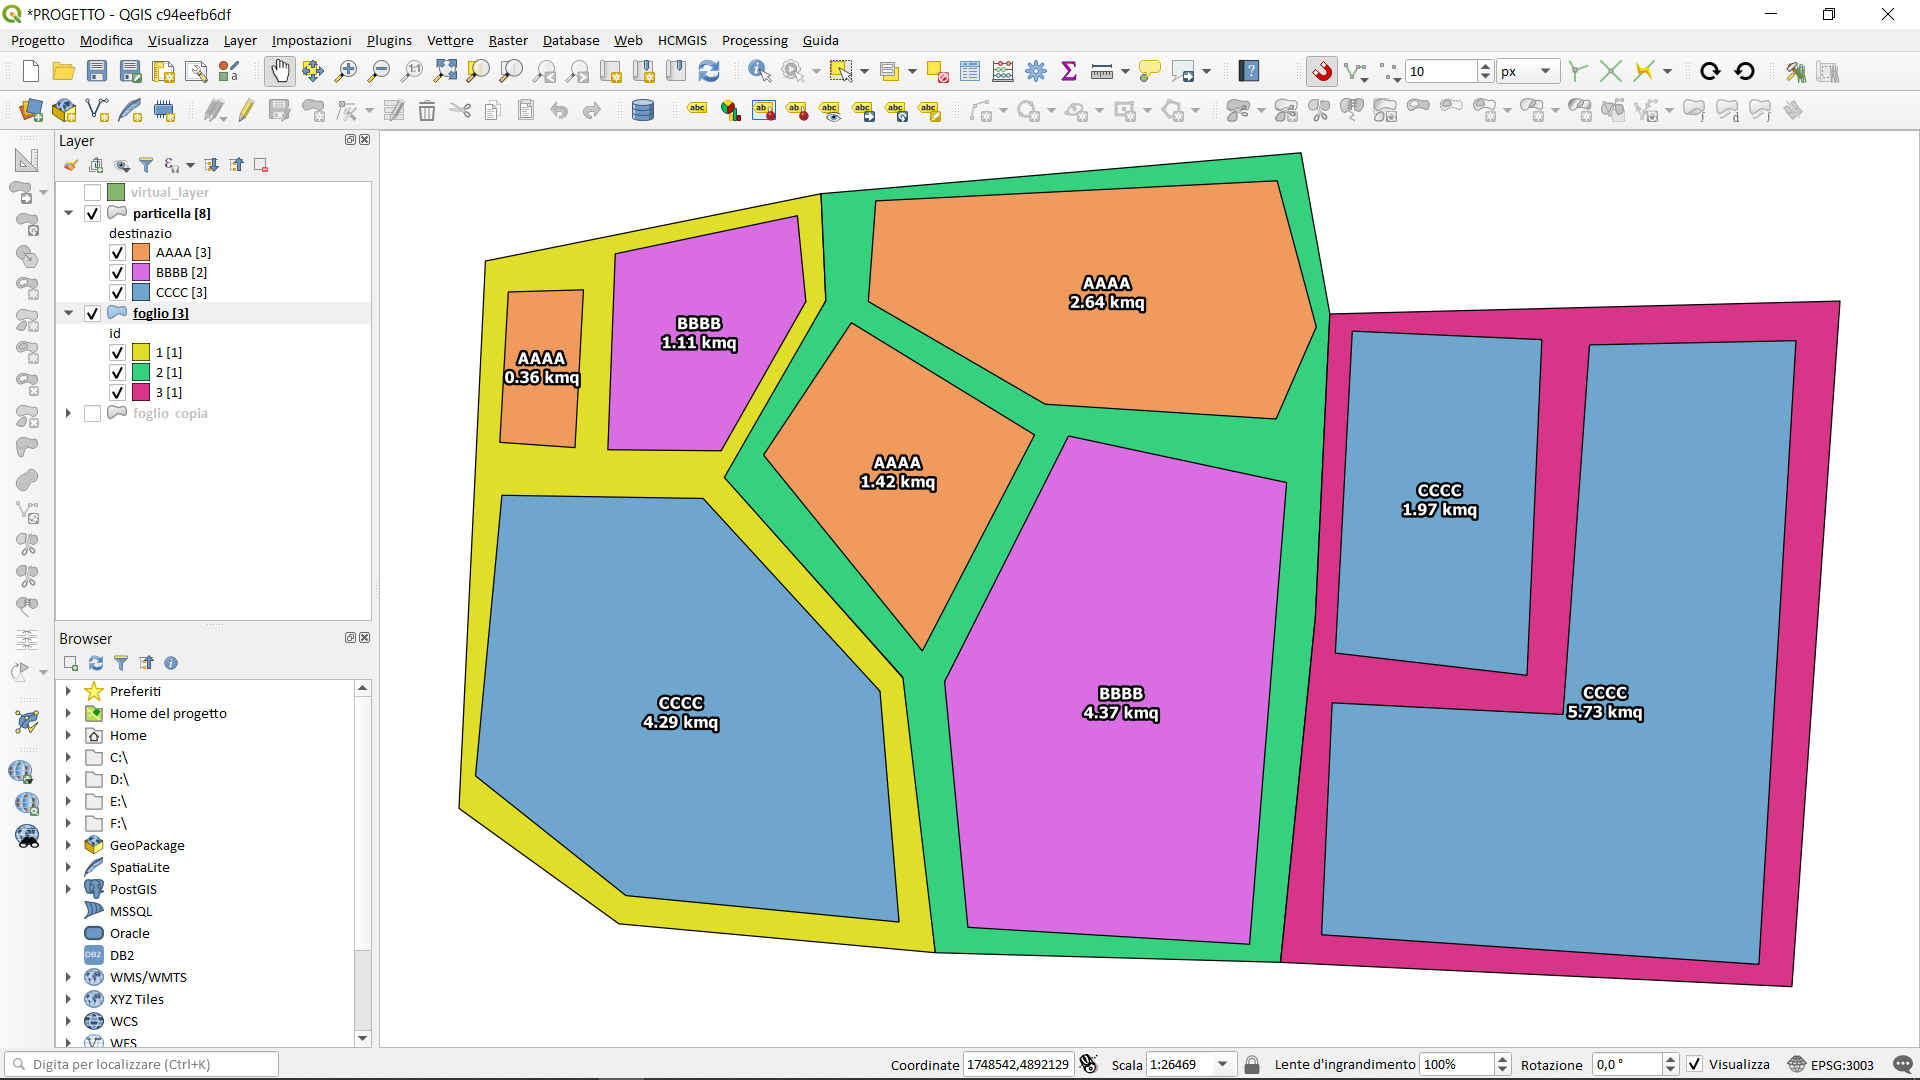 *PROGETTO - QGIS c94eefb6df
Progetto Modifica Visualizza Layer Impostazioni Plugins Vettore Raster Database Web HCMGIS Processing Guida
10 px
Layer
virtual_layer
particella [8]
destinazio
AAAA [3]
BBBB [2]
CCCC [3]
foglio [3]
id
1 [1]
2 [1]
3 [1]
foglio copia
Browser
Preferiti
Home del progetto
Home
C:\
D:\
E:\
F:\
GeoPackage
SpatiaLite
PostGIS
MSSQL
Oracle
DB2
WMS/WMTS
XYZ Tiles
WCS
WFS
AAAA
0.36 kmq
BBBB
1.11 kmq
AAAA
2.64 kmq
AAAA
1.42 kmq
CCCC
4.29 kmq
BBBB
4.37 kmq
CCCC
1.97 kmq
CCCC
5.73 kmq
Digita per localizzare (Ctrl+K)
Coordinate 1748542,4892129 Scala 1:26469 Lente d'ingrandimento 100% Rotazione 0,0 ° Visualizza EPSG:3003